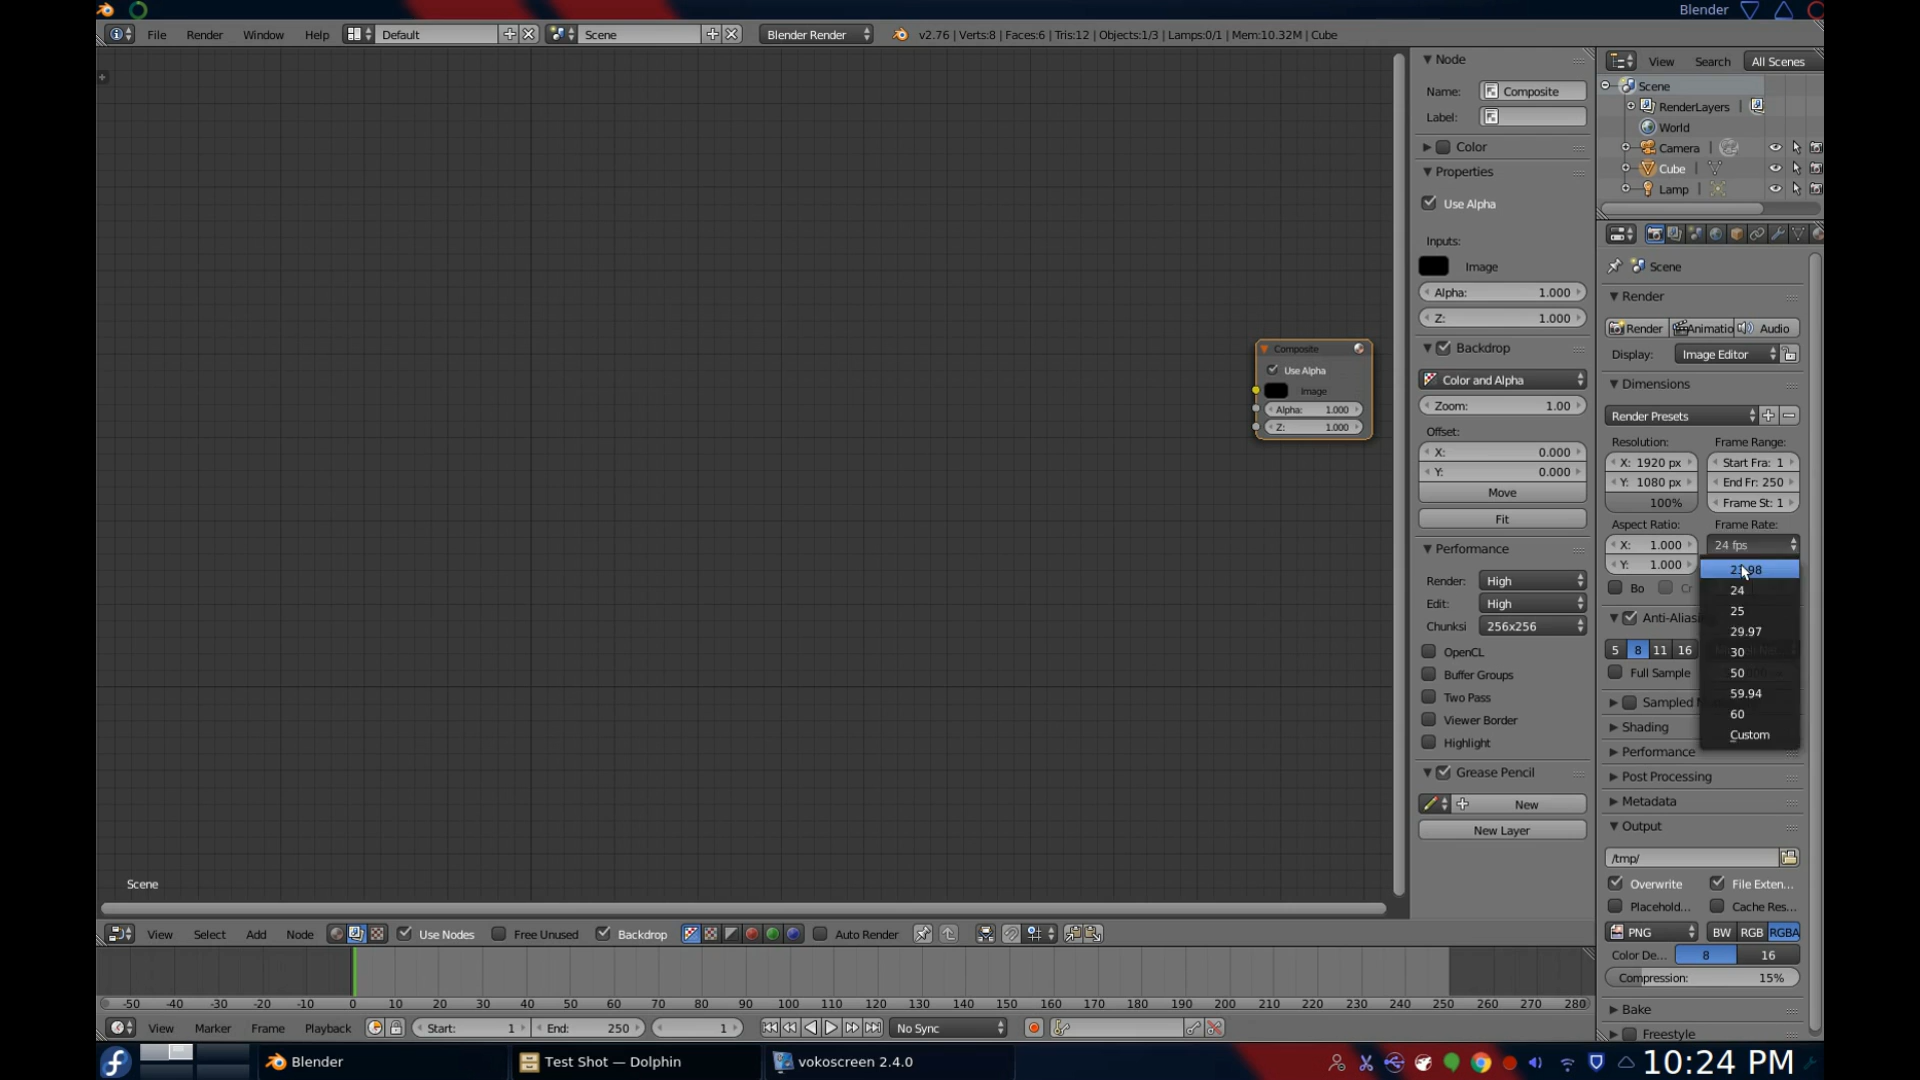 Blender
File Render Window Help Default Scene Blender Render v2.76 | Verts:8 | Faces:6 | Tris:12 | Objects:1/3 | Lamps:0/1 | Mem:10.32M | Cube
Node
Name: Composite
Label:
Color
Properties
Use Alpha
Inputs:
Image
Alpha: 1.000
Z: 1.000
Backdrop
Color and Alpha
Zoom: 1.00
Offset:
X: 0.000
Y: 0.000
Move
Fit
Performance
Render: High
Edit: High
Chunksi 256x256
OpenCL
Buffer Groups
Two Pass
Viewer Border
Highlight
Grease Pencil
New
New Layer
Composite
Use Alpha
Image
Alpha: 1.000
Z: 1.000
View Search All Scenes
Scene
RenderLayers |
World
Camera |
Cube |
Lamp |
Scene
Render
Render Animatio Audio
Display: Image Editor
Dimensions
Render Presets
Resolution: Frame Range:
X: 1920 px Start Fra: 1
Y: 1080 px End Fr: 250
100% Frame St: 1
Aspect Ratio: Frame Rate:
X: 1.000 24 fps
Y: 1.000
23.98
24
25
29.97
30
50
59.94
60
Custom
Bo Cr
Anti-Alias
5 8 11 16
Full Sample
Sampled
Shading
Performance
Post Processing
Metadata
Output
/tmp/
Overwrite File Exten...
Placehold... Cache Res...
PNG BW RGB RGBA
Color De... 8 16
Compression: 15%
Bake
Freestyle
Scene
View Select Add Node Use Nodes Free Unused Backdrop Auto Render
-50 -40 -30 -20 -10 0 10 20 30 40 50 60 70 80 90 100 110 120 130 140 150 160 170 180 190 200 210 220 230 240 250 260 270 280
View Marker Frame Playback Start: 1 End: 250 1 No Sync
Blender Test Shot — Dolphin vokoscreen 2.4.0 10:24 PM